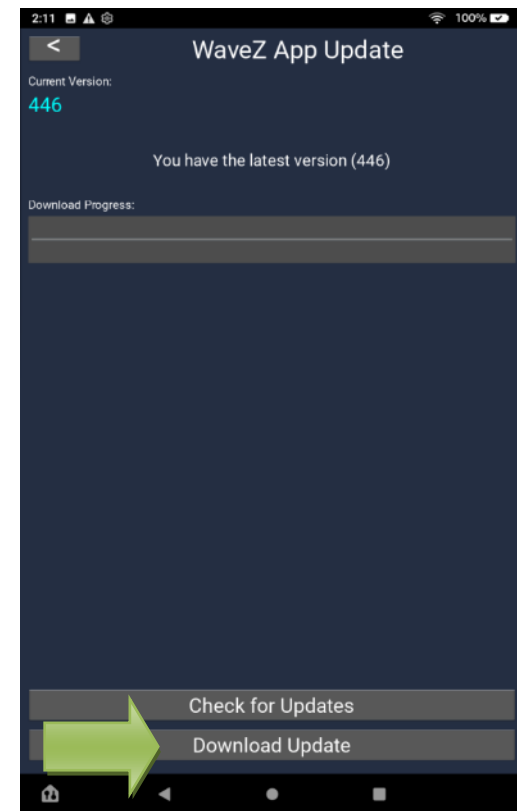 2:11 100%
< WaveZ App Update
Current Version:
446
You have the latest version (446)
Download Progress:
Check for Updates
Download Update